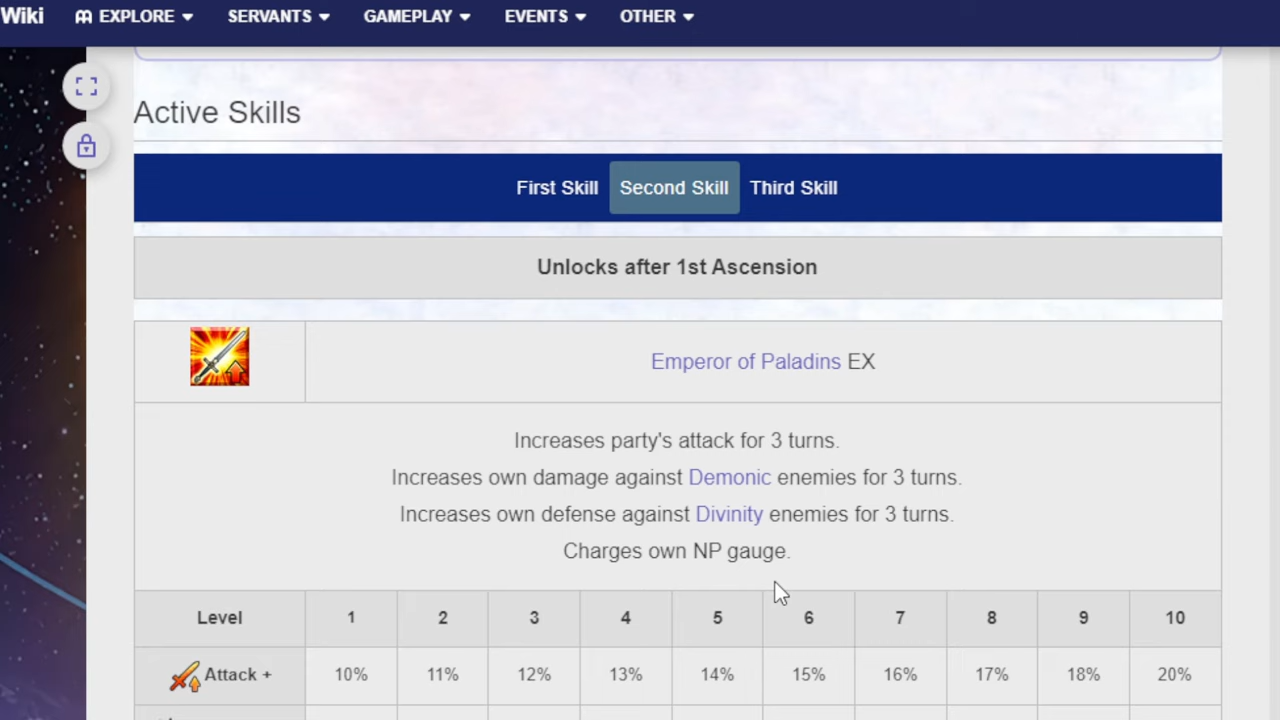 Wiki EXPLORE SERVANTS GAMEPLAY EVENTS OTHER
Active Skills
First Skill Second Skill Third Skill
Unlocks after 1st Ascension
Emperor of Paladins EX
Increases party's attack for 3 turns.
Increases own damage against Demonic enemies for 3 turns.
Increases own defense against Divinity enemies for 3 turns.
Charges own NP gauge.
Level 1 2 3 4 5 6 7 8 9 10
Attack + 10% 11% 12% 13% 14% 15% 16% 17% 18% 20%